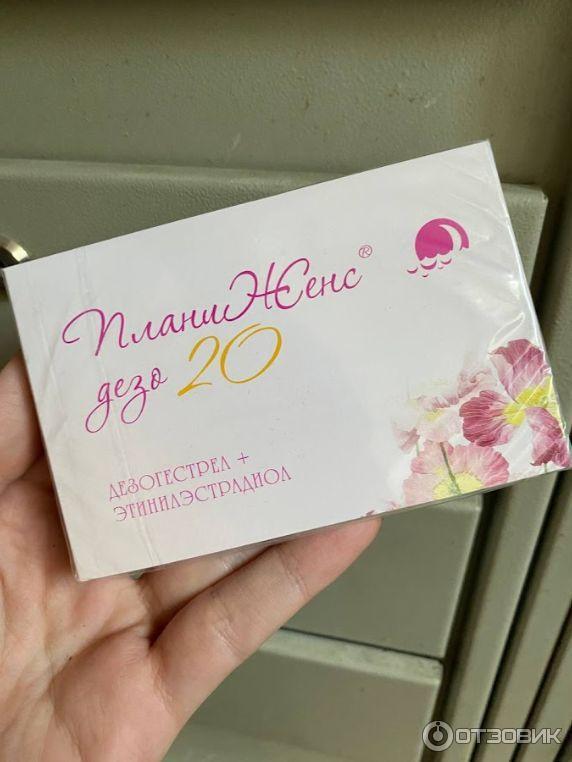 ПланиЖенс®
дезо 20
ДЕЗОГЕСТРЕЛ +
ЭТИНИЛЭСТРАДИОЛ
ОТЗОВИК